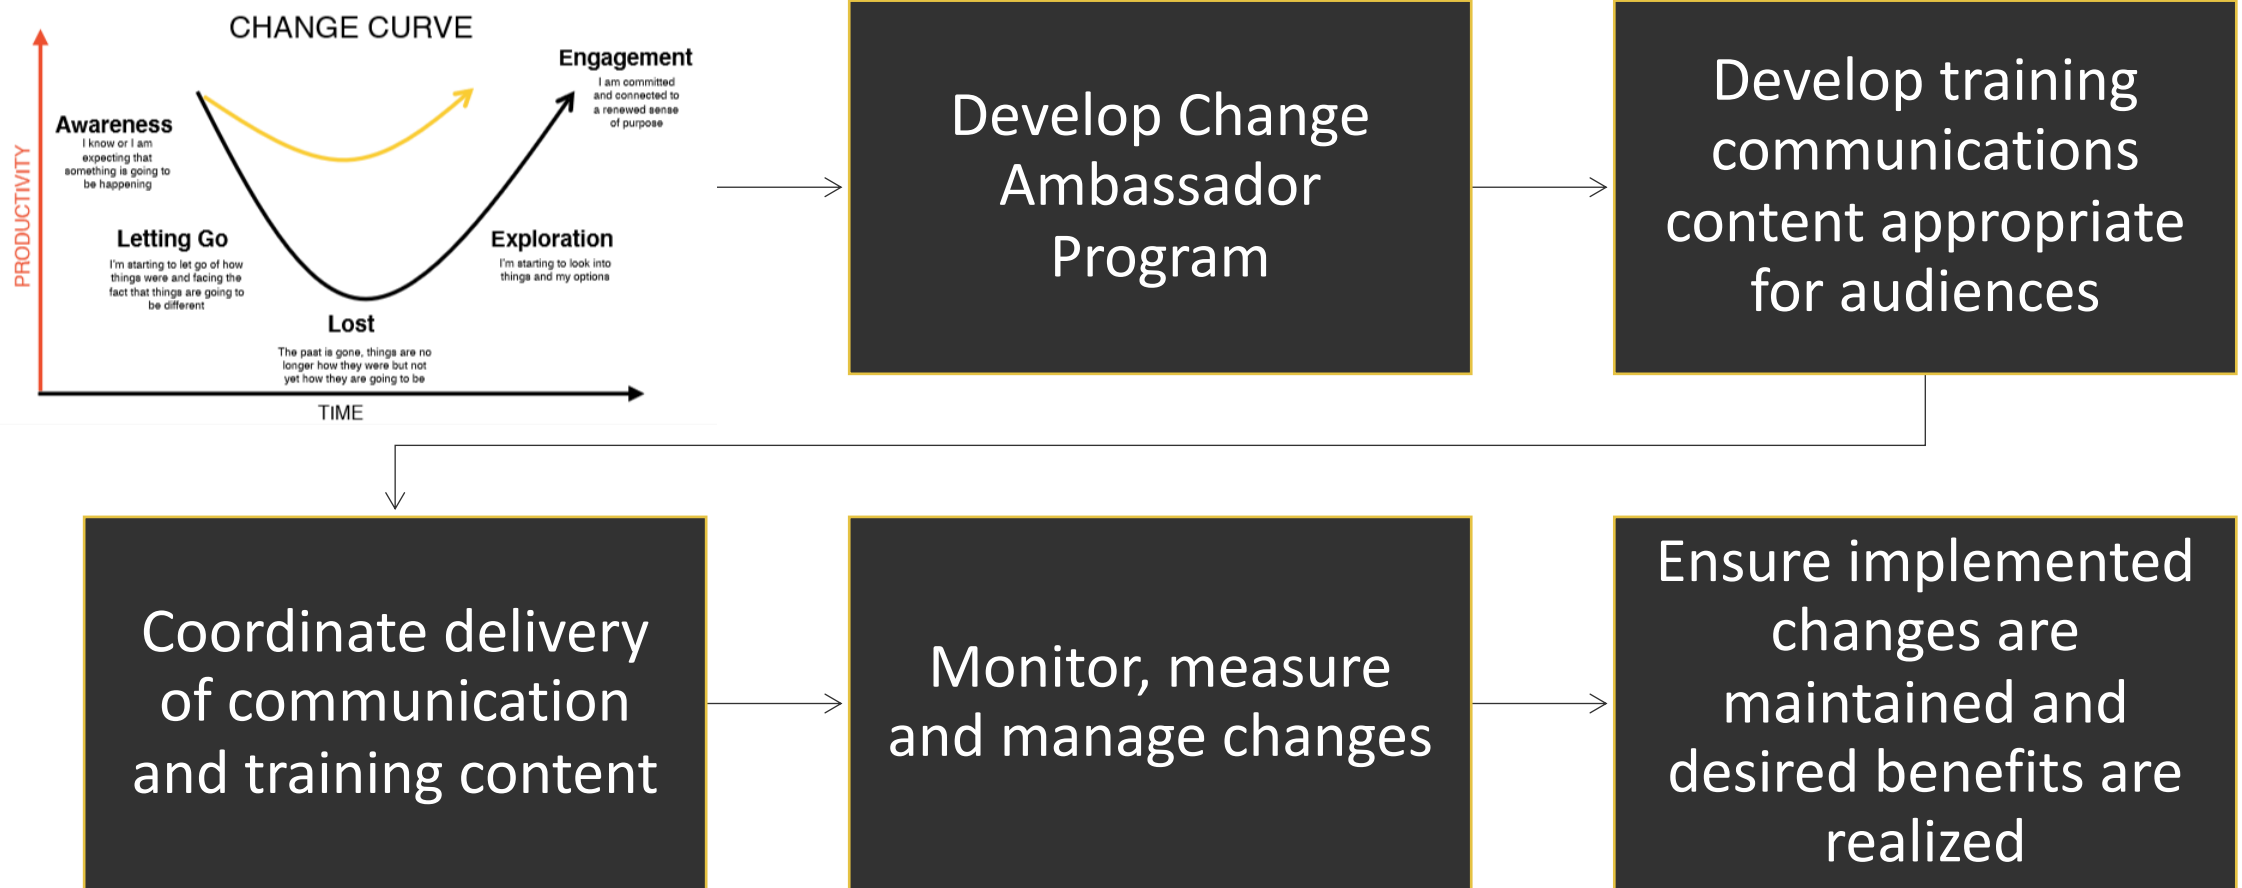 CHANGE CURVE
PRODUCTIVITY
Awareness
I know or I am
expecting that
something is going to
be happening
Letting Go
I'm starting to let go of how
things were and facing the
fact that things are going to
be different
Lost
The past is gone, things are no
longer how they were but not
yet how they are going to be
Exploration
I'm starting to look into
things and my options
Engagement
I am committed
and connected to
a renewed sense
of purpose
TIME
Develop Change
Ambassador
Program
Develop training
communications
content appropriate
for audiences
Coordinate delivery
of communication
and training content
Monitor, measure
and manage changes
Ensure implemented
changes are
maintained and
desired benefits are
realized